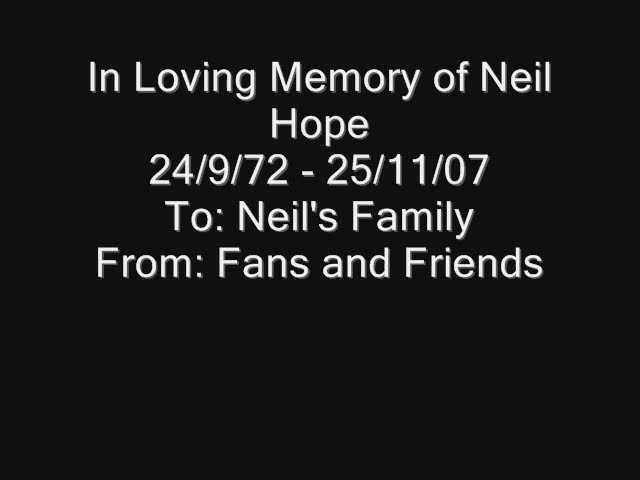 In Loving Memory of Neil
Hope
24/9/72 - 25/11/07
To: Neil's Family
From: Fans and Friends